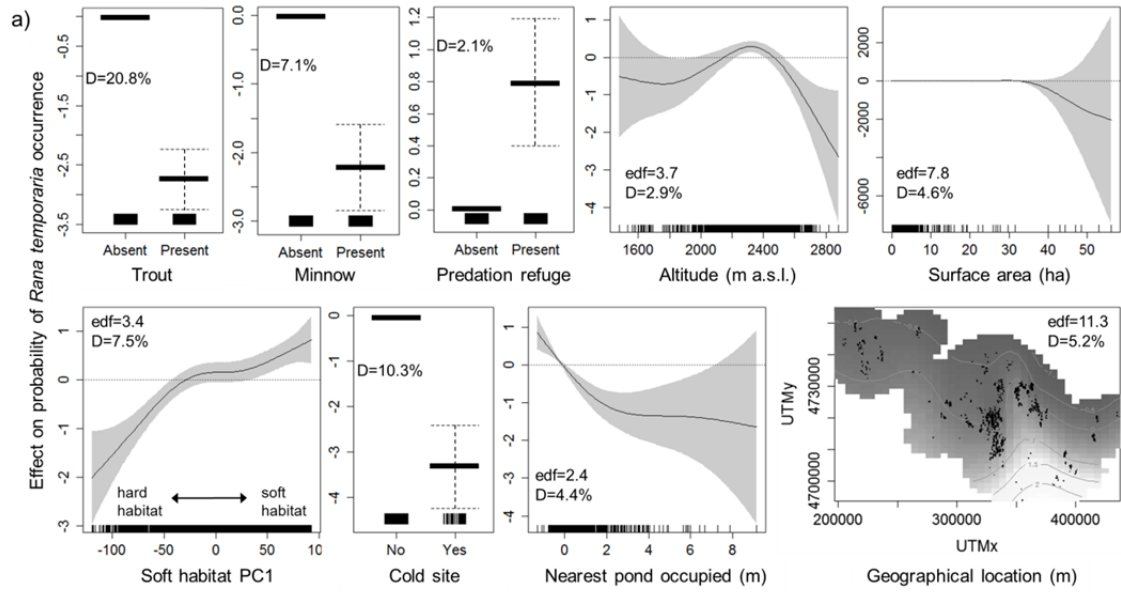 a)
Effect on probability of Rana temporaria occurrence
-0.5
-1.5
-2.5
-3.5
D=20.8%
Absent Present
Trout
0.0
-1.0
-2.0
-3.0
D=7.1%
Absent Present
Minnow
1.2
1.0
0.8
0.6
0.4
0.2
0.0
D=2.1%
Absent Present
Predation refuge
1
0
-1
-2
-3
-4
edf=3.7
D=2.9%
1600 2000 2400 2800
Altitude (m a.s.l.)
2000
-2000
-6000
edf=7.8
D=4.6%
0 10 20 30 40 50
Surface area (ha)
1
0
-1
-2
-3
edf=3.4
D=7.5%
hard habitat
soft habitat
-100 -50 0 50 10
Soft habitat PC1
0
-1
-2
-3
-4
D=10.3%
No Yes
Cold site
1
0
-1
-2
-3
-4
edf=2.4
D=4.4%
0 2 4 6 8
Nearest pond occupied (m)
UTMy
4730000
4700000
edf=11.3
D=5.2%
1.5
2
200000 300000 400000
UTMx
Geographical location (m)